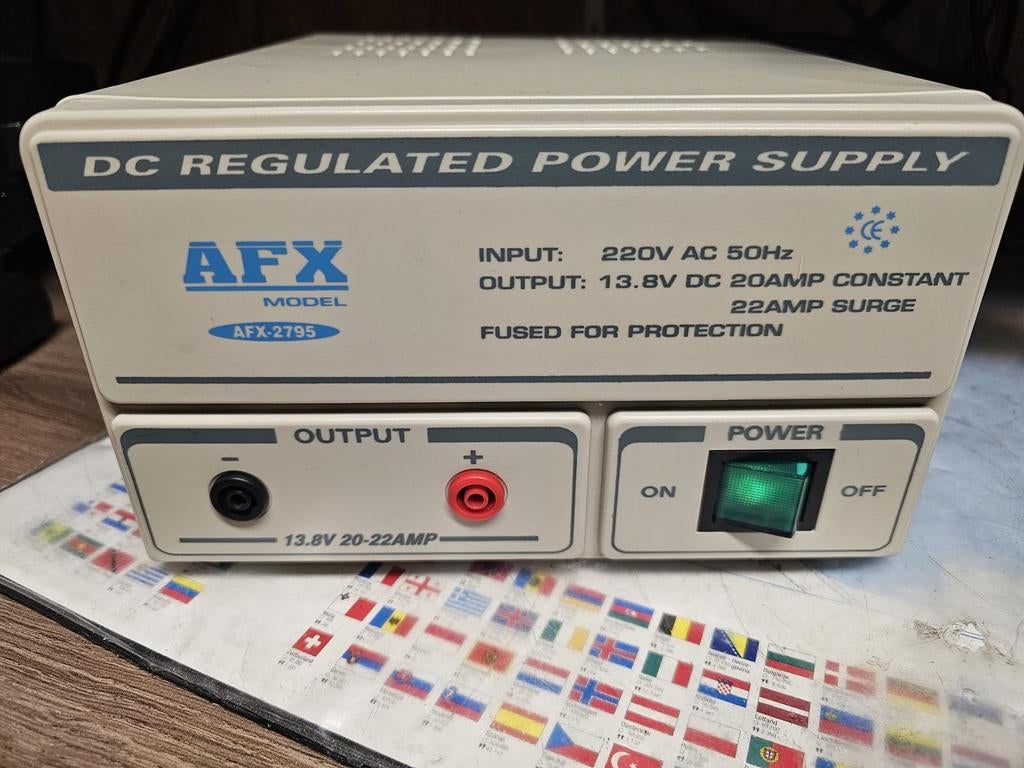 DC REGULATED POWER SUPPLY
CE
AFX
MODEL
AFX-2795
INPUT: 220V AC 50Hz
OUTPUT: 13.8V DC 20AMP CONSTANT
22AMP SURGE
FUSED FOR PROTECTION
OUTPUT
- +
13.8V 20-22AMP
POWER
ON OFF
Lettland